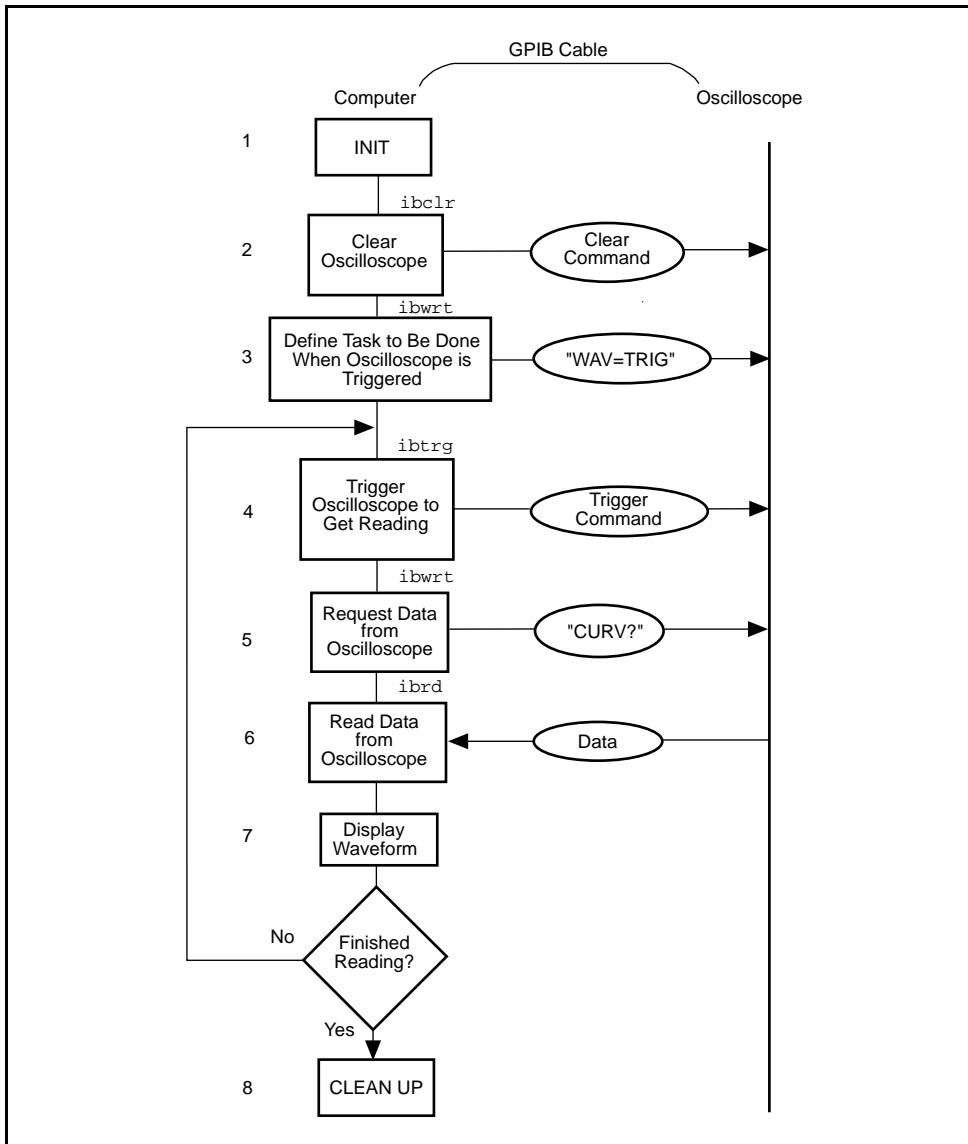 GPIB Cable
Computer
Oscilloscope
1
INIT
ibclr
2
Clear
Oscilloscope
Clear
Command
ibwrt
3
Define Task to Be Done
When Oscilloscope is
Triggered
"WAV=TRIG"
ibtrg
4
Trigger
Oscilloscope to
Get Reading
Trigger
Command
ibwrt
5
Request Data
from
Oscilloscope
"CURV?"
ibrd
6
Read Data
from
Oscilloscope
Data
7
Display
Waveform
No
Finished
Reading?
Yes
8
CLEAN UP